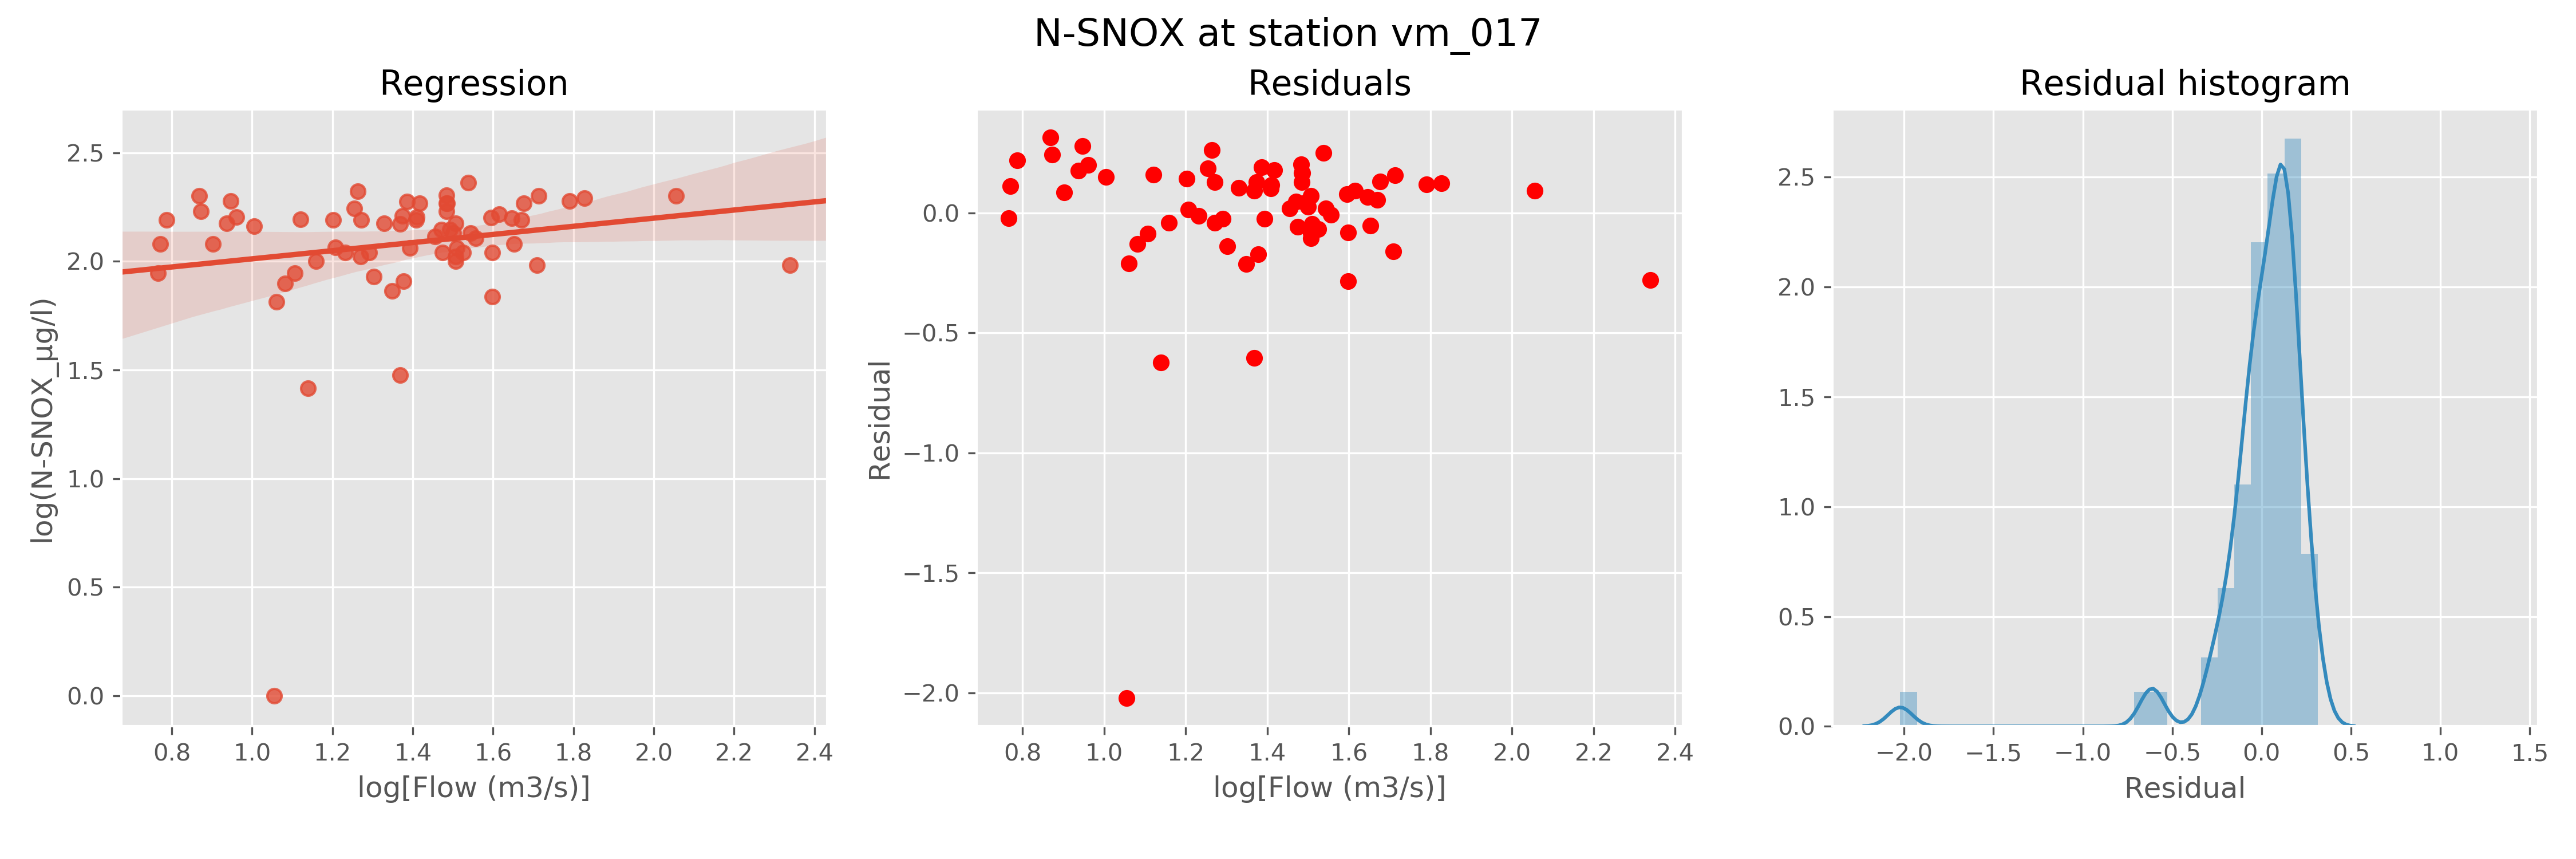 N-SNOX at station vm_017
Regression
2.5
2.0
1.5
1.0
0.5
0.0
log(N-SNOX_µg/l)
0.8 1.0 1.2 1.4 1.6 1.8 2.0 2.2 2.4
log[Flow (m3/s)]
Residuals
0.0
−0.5
−1.0
−1.5
−2.0
Residual
0.8 1.0 1.2 1.4 1.6 1.8 2.0 2.2 2.4
log[Flow (m3/s)]
Residual histogram
2.5
2.0
1.5
1.0
0.5
0.0
−2.0 −1.5 −1.0 −0.5 0.0 0.5 1.0 1.5
Residual